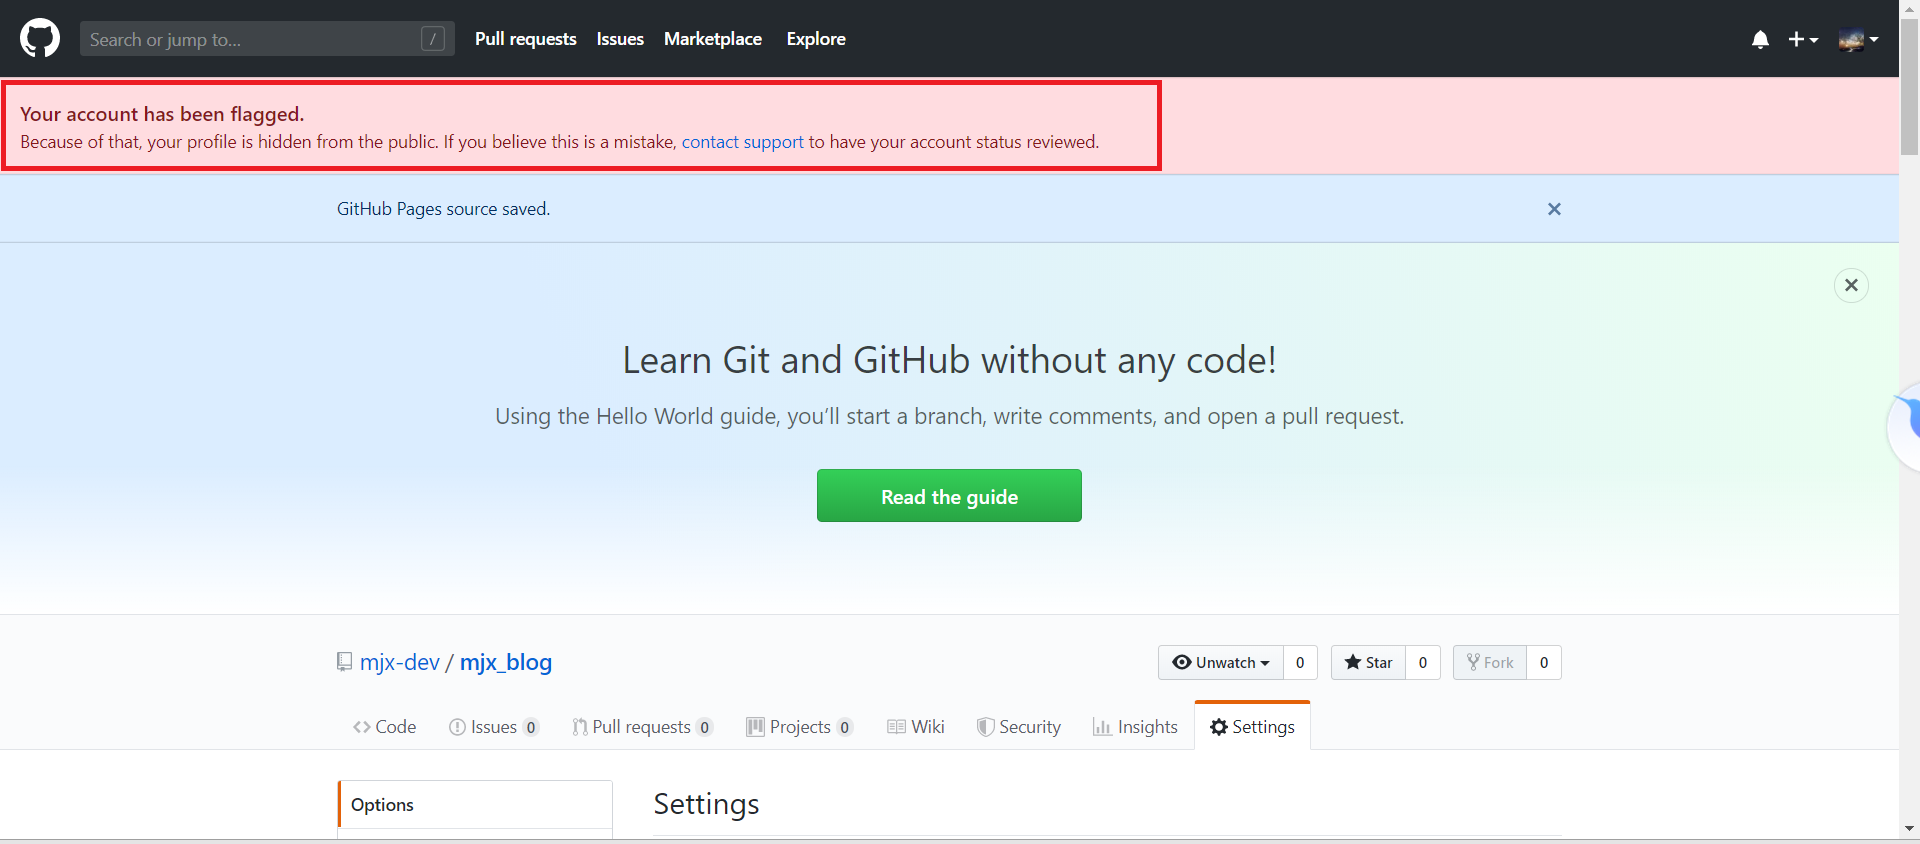 Search or jump to...
/
Pull requests
Issues
Marketplace
Explore
Your account has been flagged.
Because of that, your profile is hidden from the public. If you believe this is a mistake, contact support to have your account status reviewed.
GitHub Pages source saved.
Learn Git and GitHub without any code!
Using the Hello World guide, you’ll start a branch, write comments, and open a pull request.
Read the guide
mjx-dev / mjx_blog
Unwatch 0
Star 0
Fork 0
Code
Issues 0
Pull requests 0
Projects 0
Wiki
Security
Insights
Settings
Options
Settings